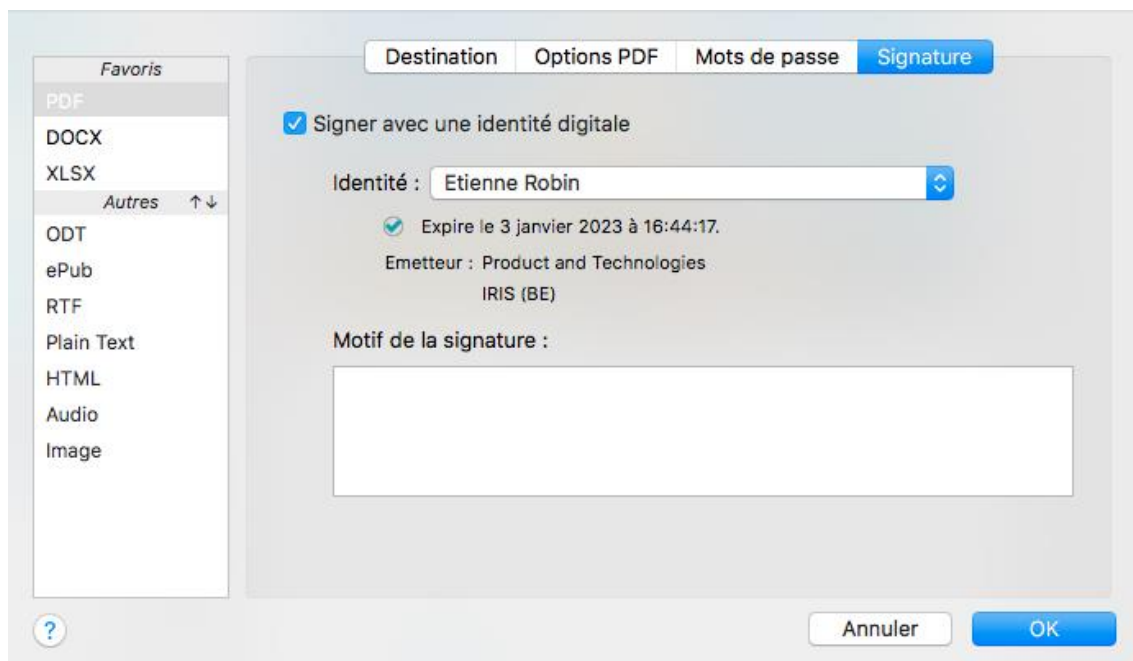 Destination Options PDF Mots de passe Signature
Favoris
PDF
DOCX
XLSX
Autres ↑↓
ODT
ePub
RTF
Plain Text
HTML
Audio
Image
Signer avec une identité digitale
Identité : Etienne Robin
Expire le 3 janvier 2023 à 16:44:17.
Emetteur : Product and Technologies
IRIS (BE)
Motif de la signature :
?
Annuler
OK